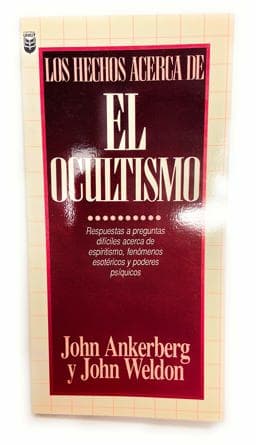 LOS HECHOS ACERCA DE
EL
OCULTISMO
Respuestas a preguntas
difíciles acerca de
espiritismo, fenómenos
esotéricos y poderes
psíquicos
John Ankerberg
y John Weldon